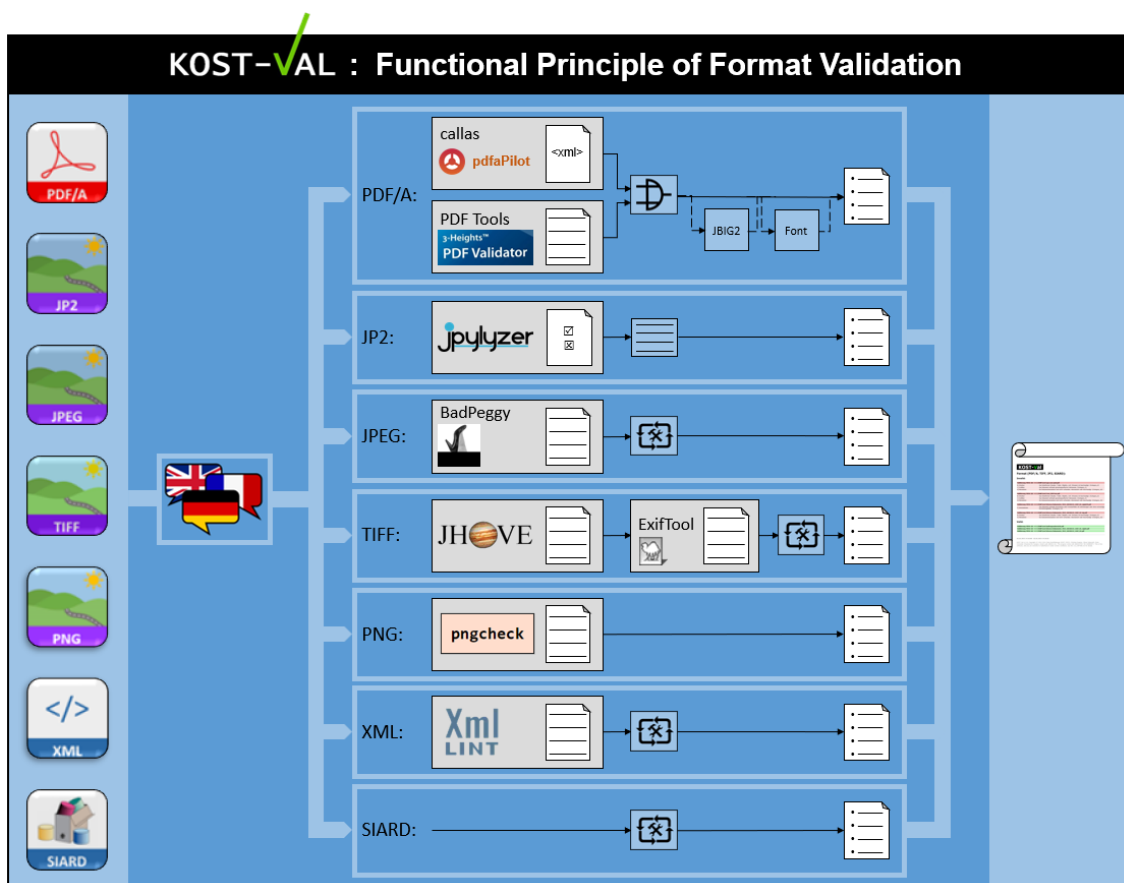 KOST-VAL : Functional Principle of Format Validation
PDF/A
JP2
JPEG
TIFF
PNG
</>
XML
SIARD
PDF/A:
callas
pdfaPilot
<xml>
PDF Tools
3-Heights™
PDF Validator
JBIG2
Font
JP2:
jpylyzer
JPEG:
BadPeggy
TIFF:
JHOVE
ExifTool
PNG:
pngcheck
XML:
Xml
LINT
SIARD:
KOST-Val